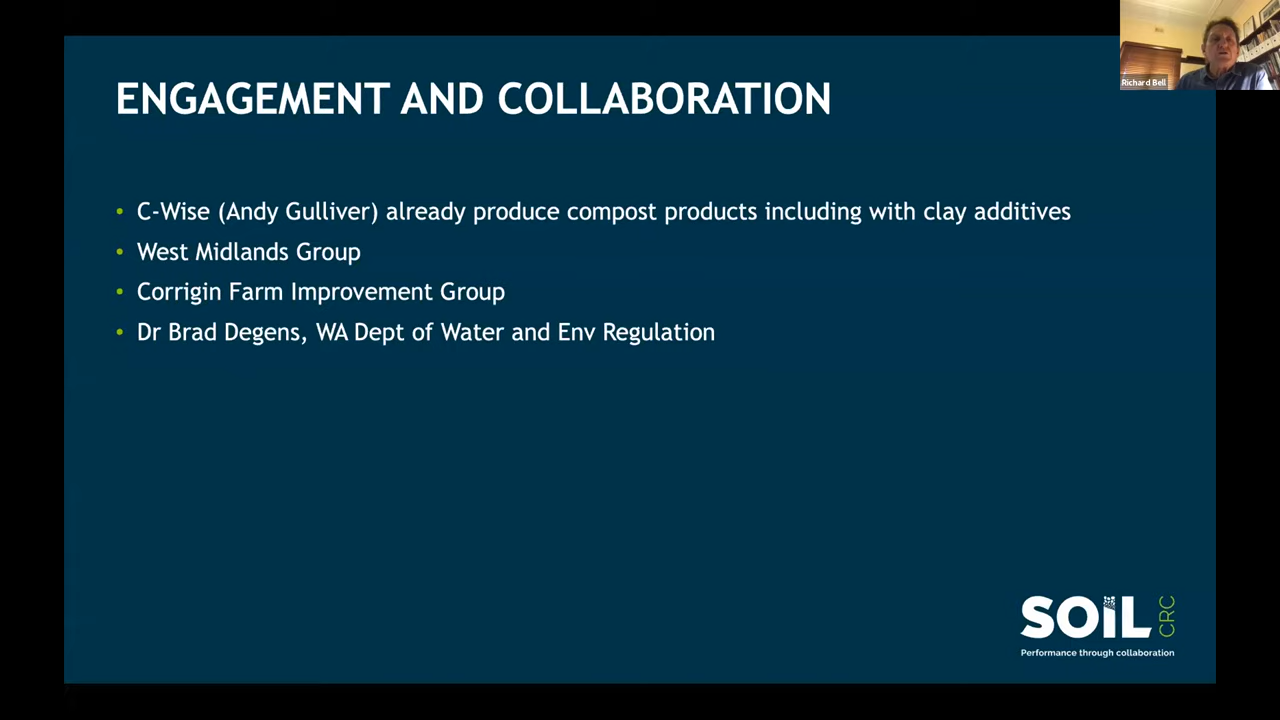 Richard Bell
ENGAGEMENT AND COLLABORATION
• C-Wise (Andy Gulliver) already produce compost products including with clay additives
• West Midlands Group
• Corrigin Farm Improvement Group
• Dr Brad Degens, WA Dept of Water and Env Regulation
SOiL CRC
Performance through collaboration